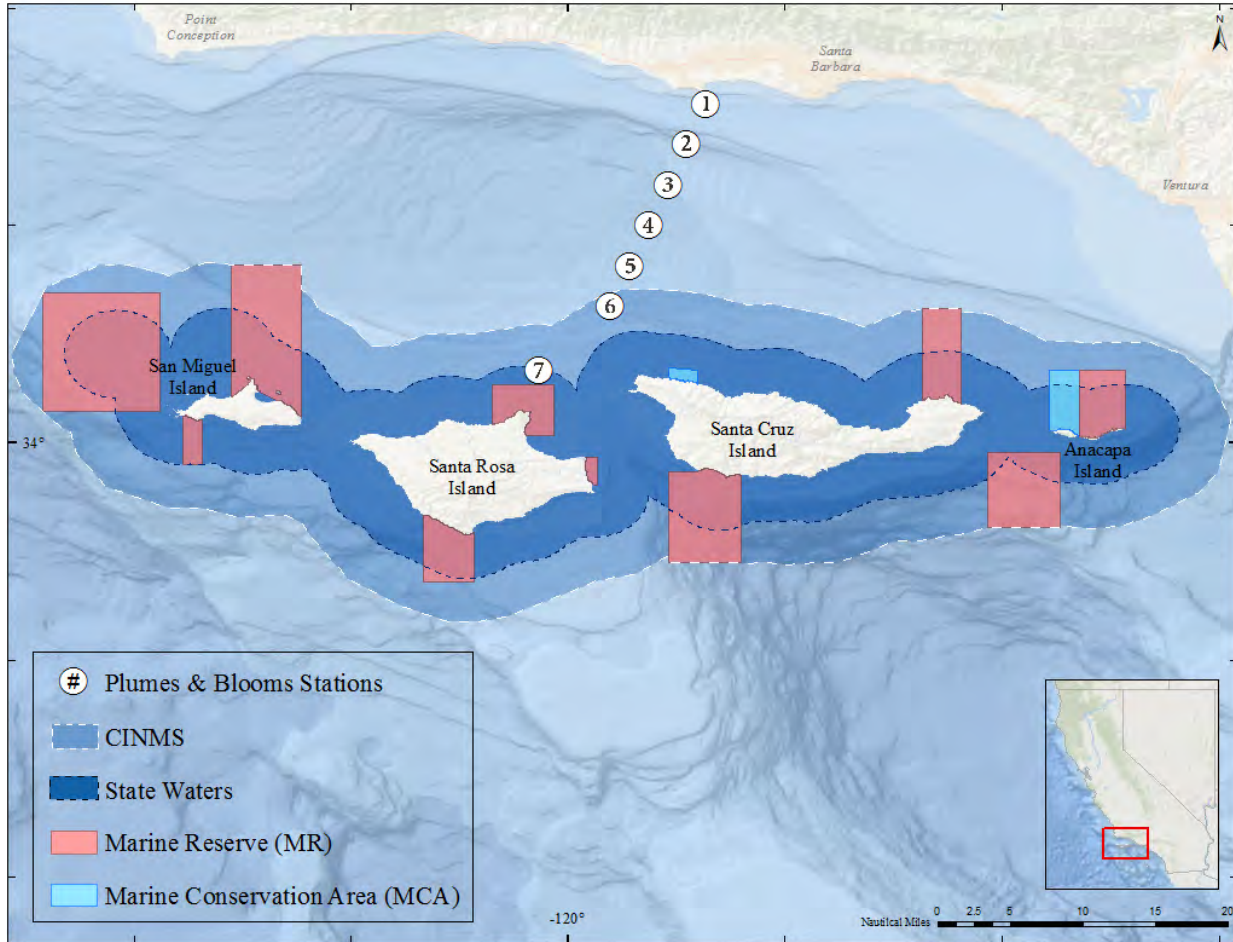 Point
Conception
N
Santa
Barbara
1
2
3
Ventura
4
5
6
San Miguel
Island
7
34°
Santa Cruz
Island
Santa Rosa
Island
Anacapa
Island
# Plumes & Blooms Stations
CINMS
State Waters
Marine Reserve (MR)
Marine Conservation Area (MCA)
-120°
Nautilcal Miles
0 2.5 5 10 15 20